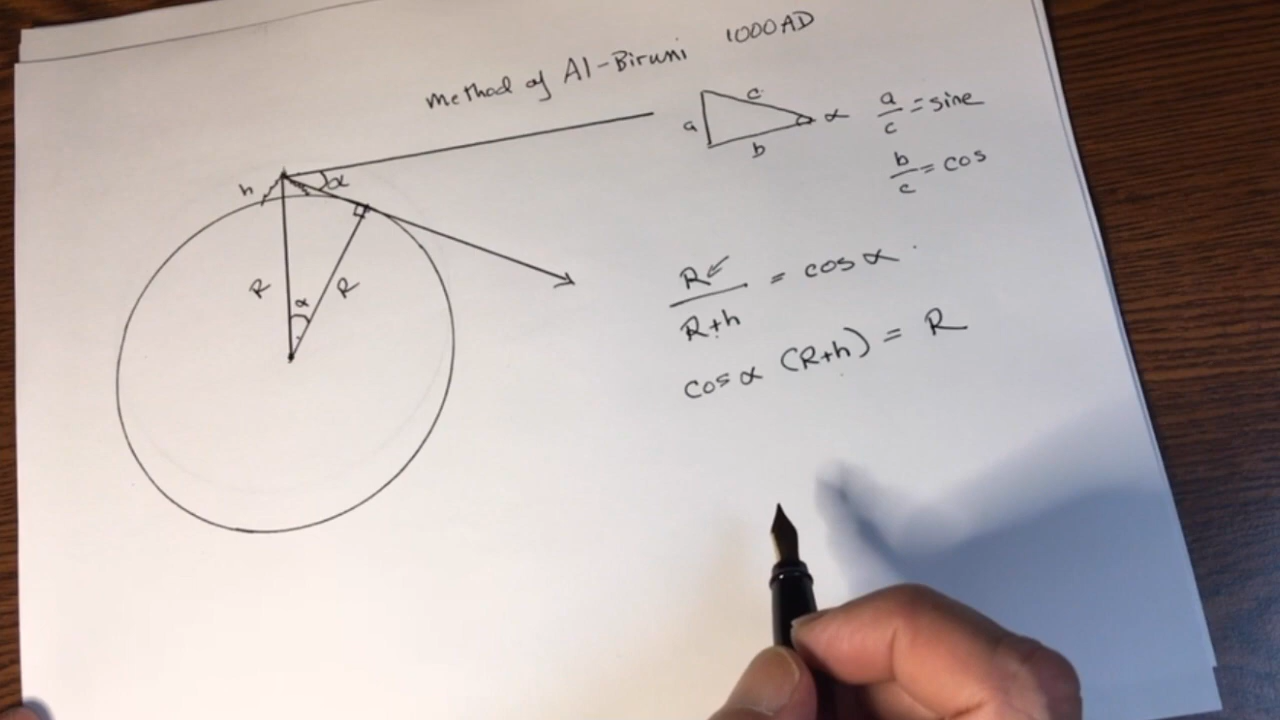 Method of Al-Biruni 1000AD
c
a
α
b
a/c = sine
b/c = cos
h
α
R
R
α
R/R+h = cos α
cos α (R+h) = R